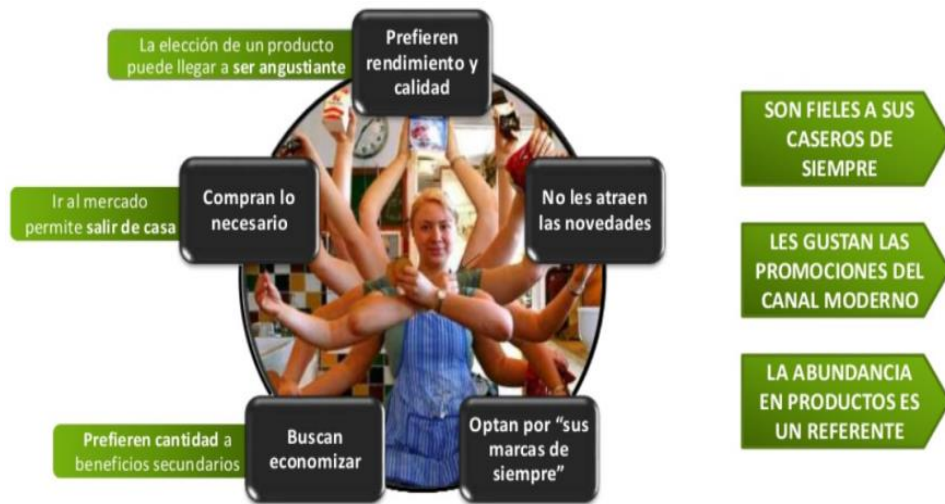 La elección de un producto
puede llegar a ser angustiante
Prefieren
rendimiento y
calidad
Ir al mercado
permite salir de casa
Compran lo
necesario
No les atraen
las novedades
Prefieren cantidad a
beneficios secundarios
Buscan
economizar
Optan por “sus
marcas de
siempre”
SON FIELES A SUS
CASEROS DE
SIEMPRE
LES GUSTAN LAS
PROMOCIONES DEL
CANAL MODERNO
LA ABUNDANCIA
EN PRODUCTOS ES
UN REFERENTE